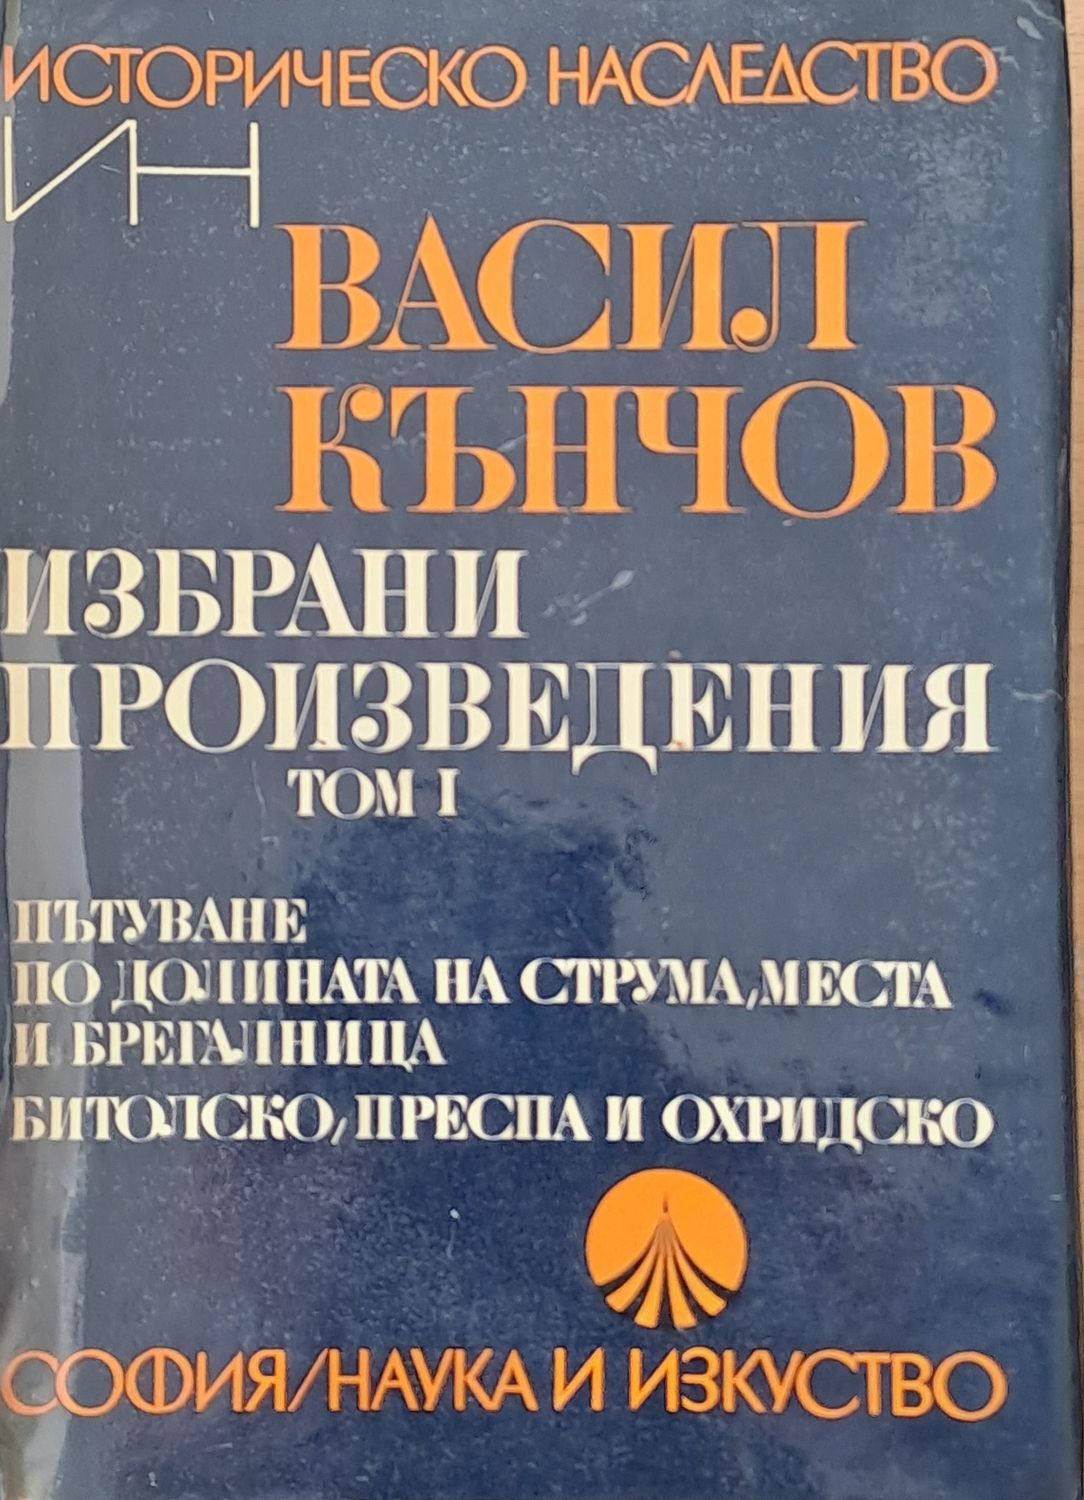 ИСТОРИЧЕСКО НАСЛЕДСТВО
ИН
ВАСИЛ
КЪНЧОВ
ИЗБРАНИ
ПРОИЗВЕДЕНИЯ
ТОМ I
ПЪТУВАНЕ
ПО ДОЛИНАТА НА СТРУМА, МЕСТА
И БРЕГАЛНИЦА
БИТОЛСКО, ПРЕСПА И ОХРИДСКО
СОФИЯ/НАУКА И ИЗКУСТВО